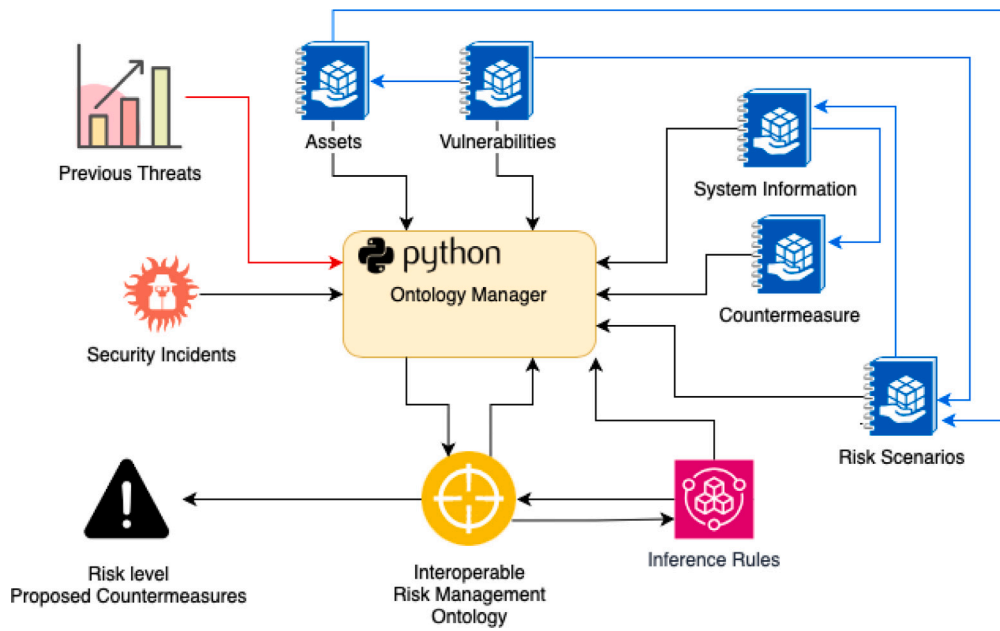 Assets
Vulnerabilities
Previous Threats
System Information
python
Ontology Manager
Countermeasure
Security Incidents
Risk Scenarios
Inference Rules
Risk level
Proposed Countermeasures
Interoperable
Risk Management
Ontology